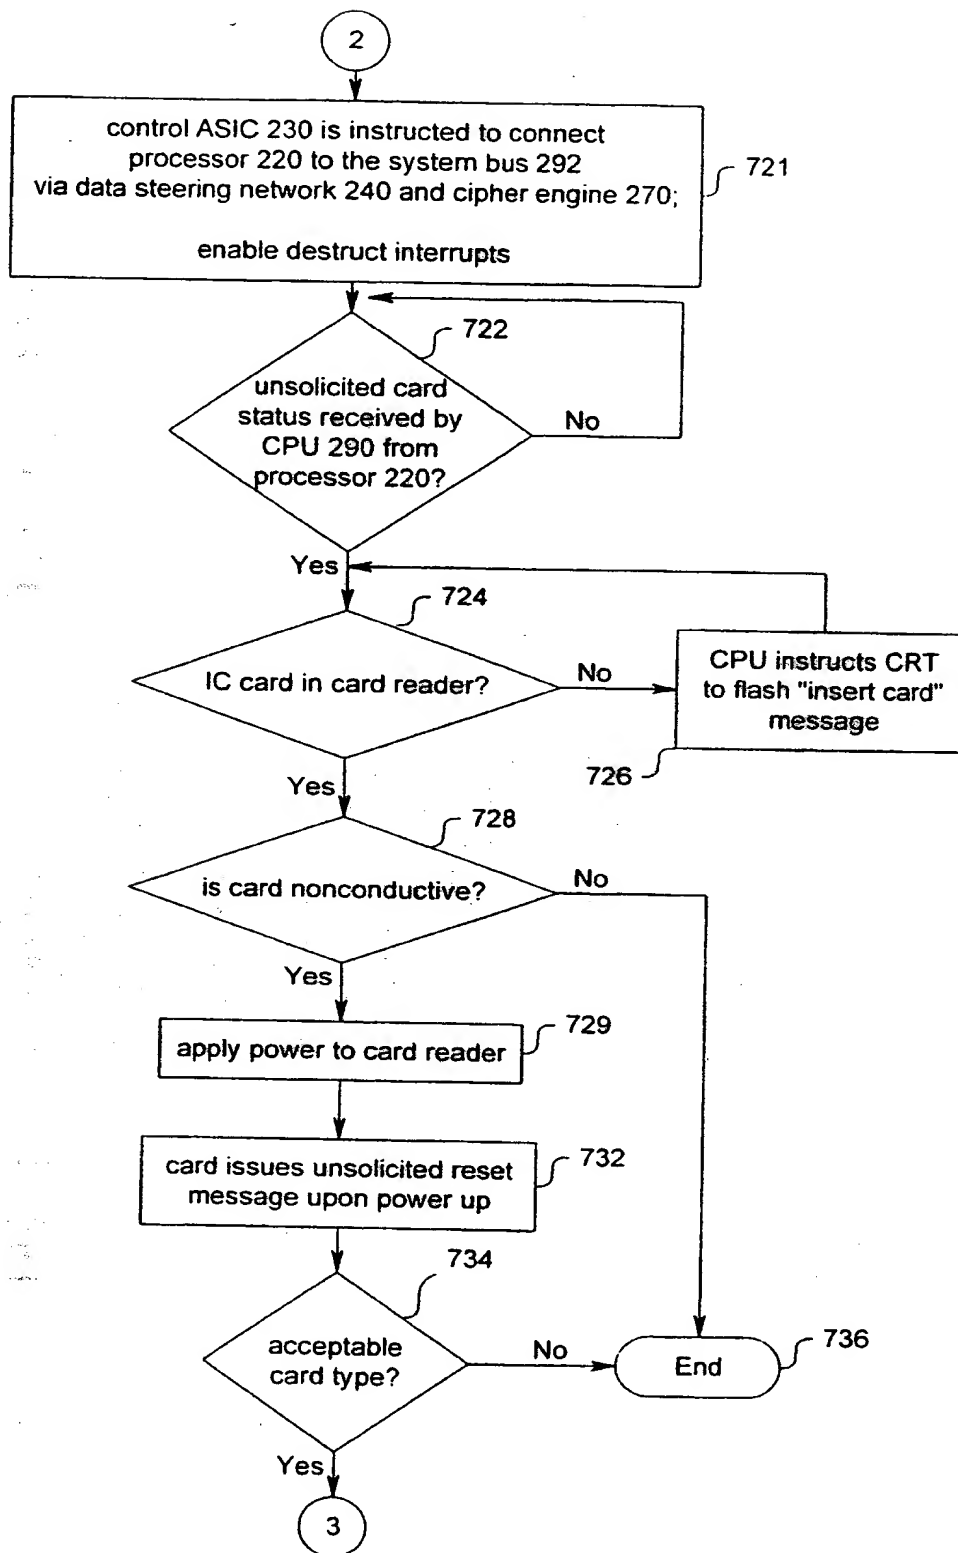 2
control ASIC 230 is instructed to connect
processor 220 to the system bus 292
via data steering network 240 and cipher engine 270;
enable destruct interrupts
721
722
unsolicited card
status received by
CPU 290 from
processor 220?
No
Yes
724
IC card in card reader?
No
CPU instructs CRT
to flash "insert card"
message
726
Yes
728
is card nonconductive?
No
Yes
729
apply power to card reader
card issues unsolicited reset
message upon power up
732
734
acceptable
card type?
No
End
736
Yes
3